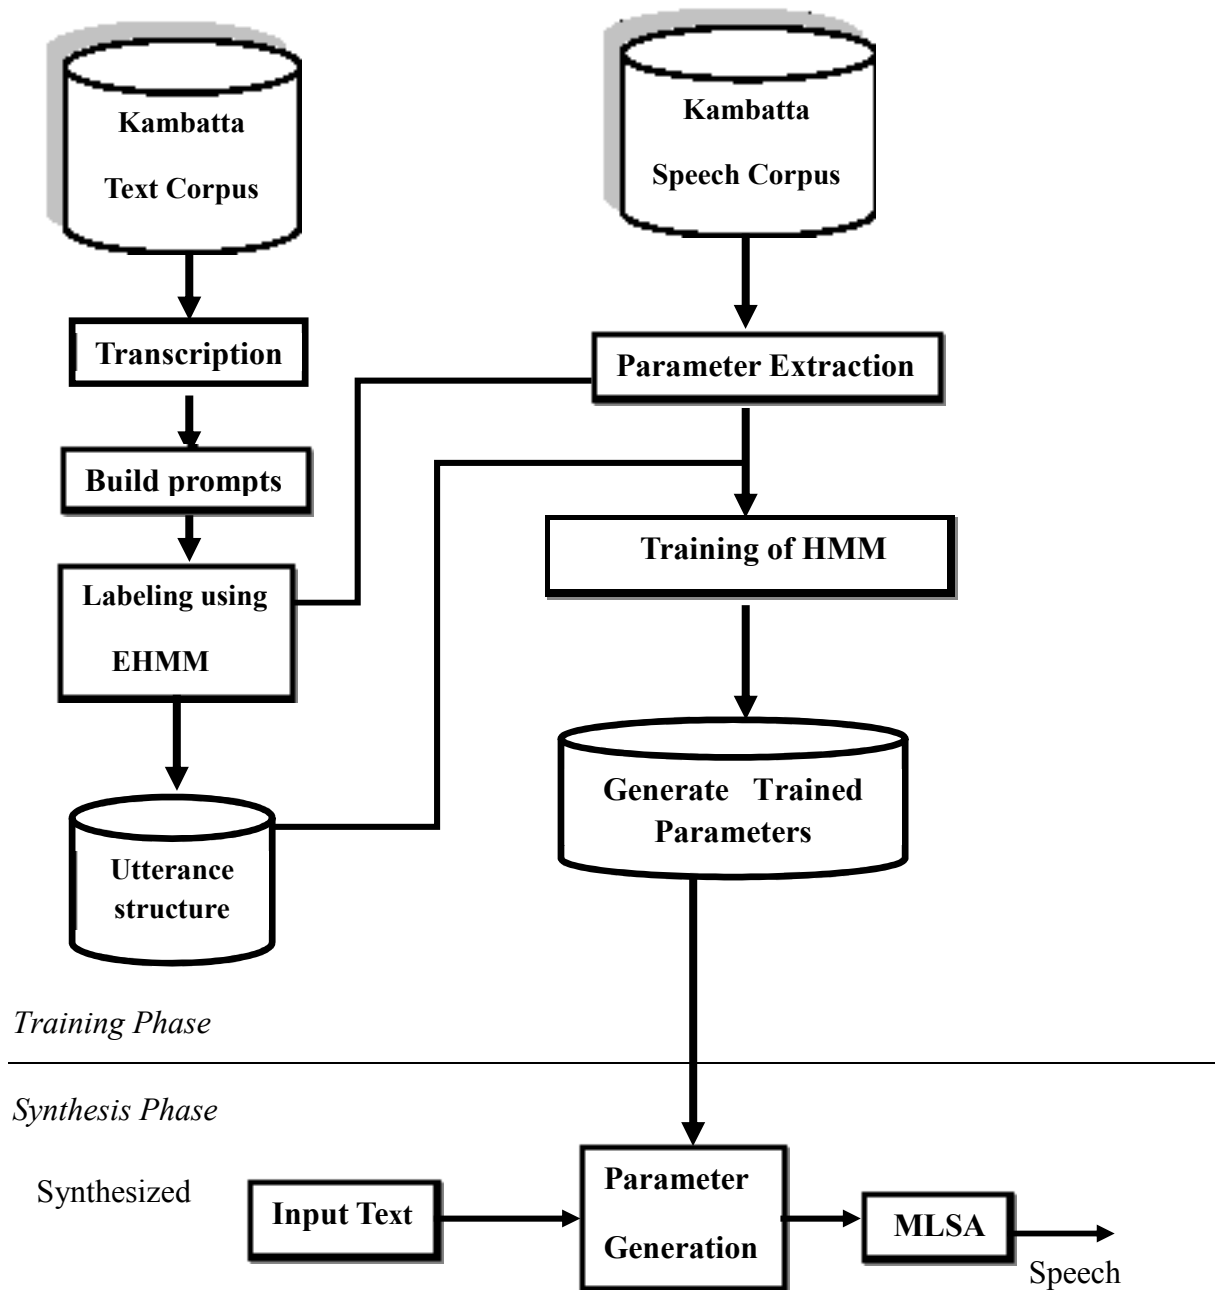 Kambatta
Text Corpus
Kambatta
Speech Corpus
Transcription
Parameter Extraction
Build prompts
Training of HMM
Labeling using
EHMM
Generate Trained
Parameters
Utterance
structure
Training Phase
Synthesis Phase
Synthesized
Input Text
Parameter
Generation
MLSA
Speech